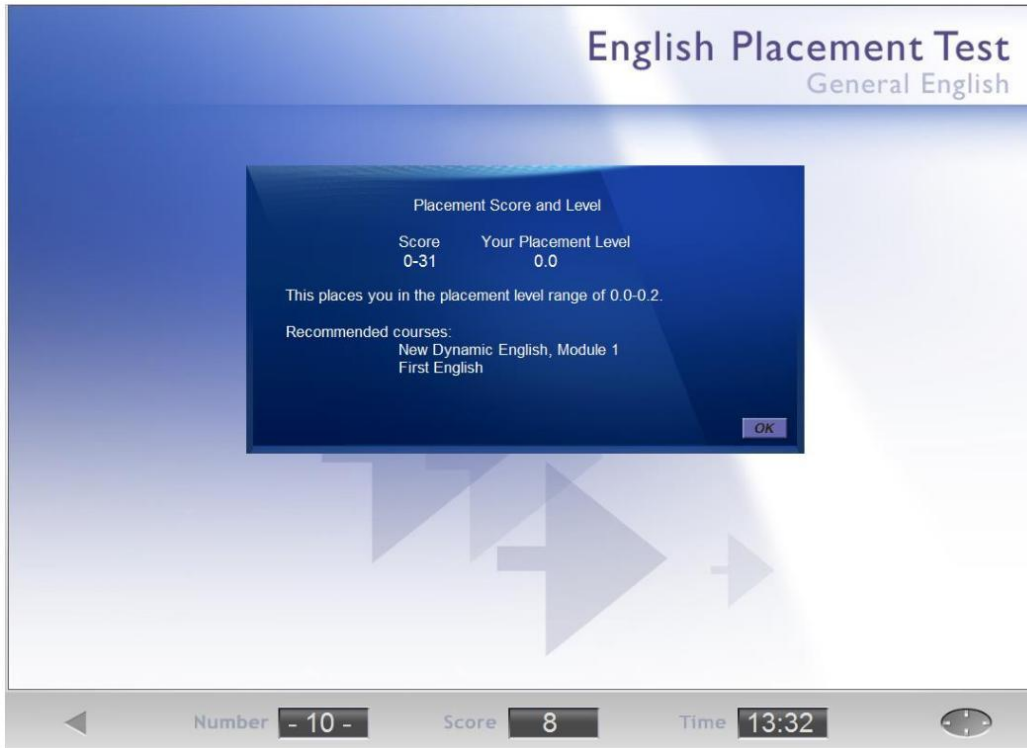 English Placement Test
General English
Placement Score and Level
Score Your Placement Level
0-31 0.0
This places you in the placement level range of 0.0-0.2.
Recommended courses:
New Dynamic English, Module 1
First English
OK
Number - 10 - Score 8 Time 13:32